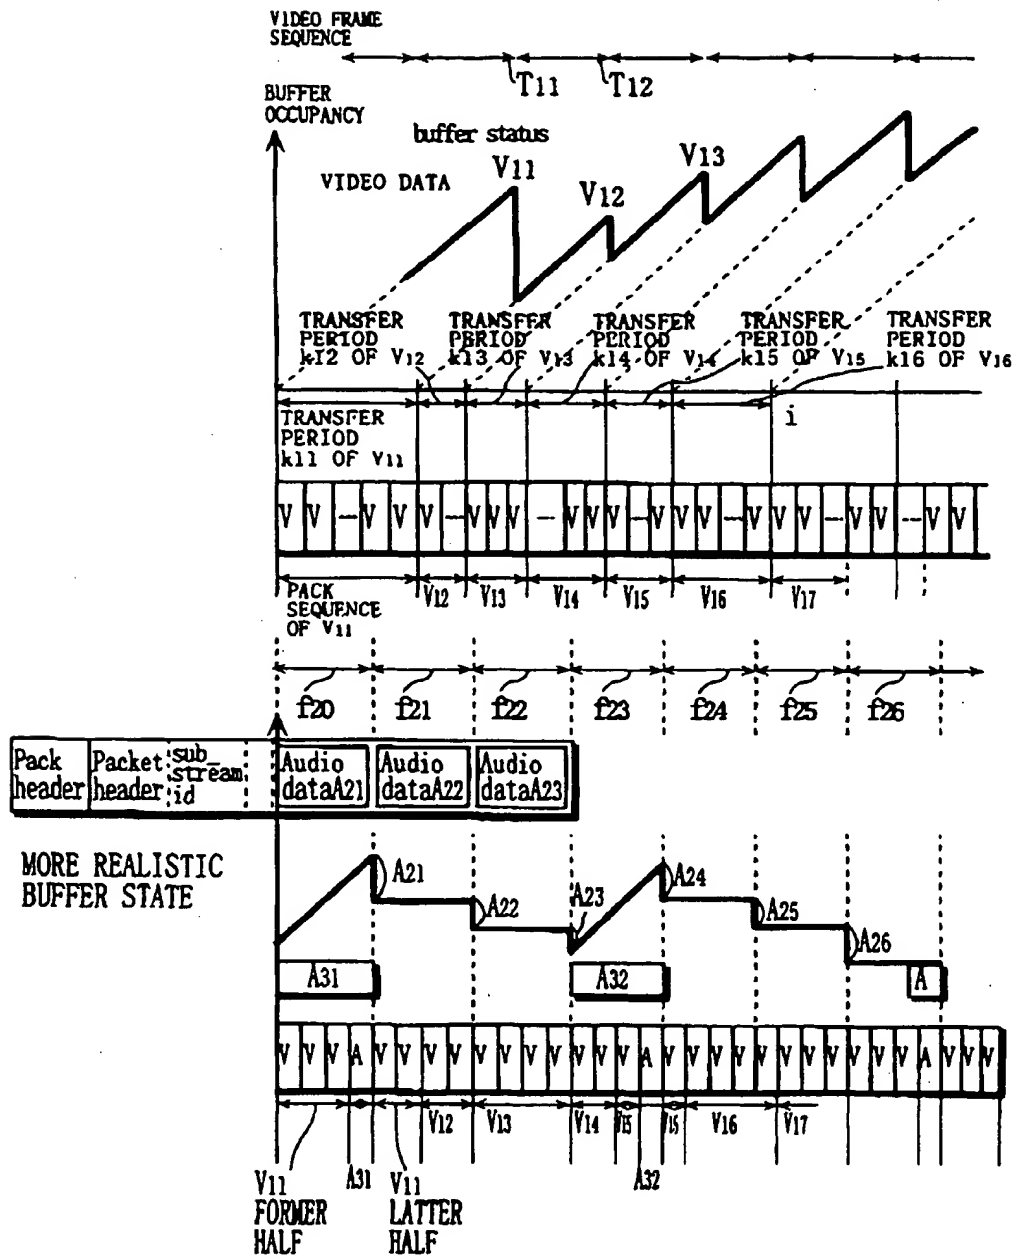 VIDEO FRAME
SEQUENCE
T11 T12
BUFFER
OCCUPANCY
buffer status
VIDEO DATA
V11
V12
V13
TRANSFER
PERIOD
k12 OF V12
TRANSFER
PERIOD
k13 OF V13
TRANSFER
PERIOD
k14 OF V14
TRANSFER
PERIOD
k15 OF V15
TRANSFER
PERIOD
k16 OF V16
TRANSFER
PERIOD
k11 OF V11
i
V V --- V V V --- V V V --- V V V --- V V V --- V V V --- V V --- V V
PACK
SEQUENCE
OF V11
V12 V13 V14 V15 V16 V17
f20 f21 f22 f23 f24 f25 f26
Pack
header
Packet
header
sub_
stream
id
Audio
dataA21
Audio
dataA22
Audio
dataA23
MORE REALISTIC
BUFFER STATE
A21
A22
A23
A24
A25
A26
A31
A32
A
V V V A V V V V V V V V V V V A V V V V V V V V V V A V V V
V12 V13 V14 V15 V15 V16 V17
V11
FORMER
HALF
A31
V11
LATTER
HALF
A32